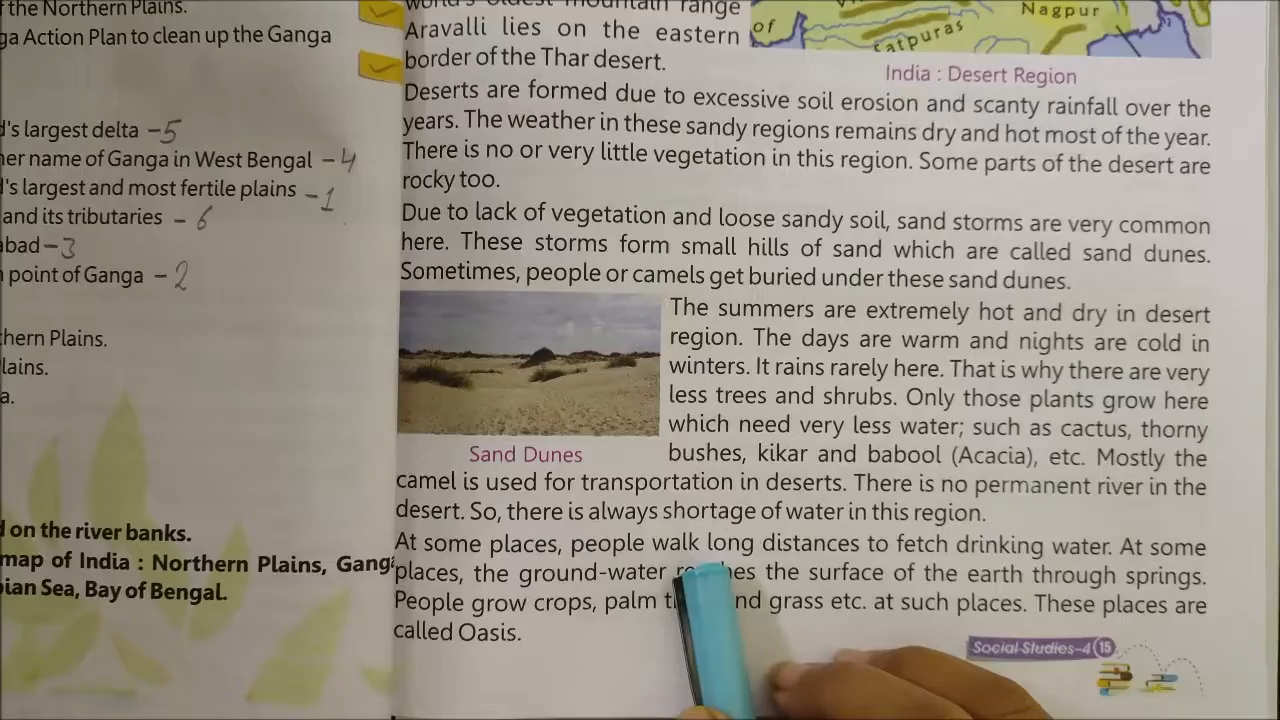 the Northern Plains.
ga Action Plan to clean up the Ganga
's largest delta -5
er name of Ganga in West Bengal -4
's largest and most fertile plains -1
and its tributaries - 6
abad -3
point of Ganga - 2
hern Plains.
lains.
a.
on the river banks.
map of India : Northern Plains, Gang
ian Sea, Bay of Bengal.
world's oldest mountain range
Aravalli lies on the eastern
border of the Thar desert.
of
Satpuras
Nagpur
India : Desert Region
Deserts are formed due to excessive soil erosion and scanty rainfall over the
years. The weather in these sandy regions remains dry and hot most of the year.
There is no or very little vegetation in this region. Some parts of the desert are
rocky too.
Due to lack of vegetation and loose sandy soil, sand storms are very common
here. These storms form small hills of sand which are called sand dunes.
Sometimes, people or camels get buried under these sand dunes.
The summers are extremely hot and dry in desert
region. The days are warm and nights are cold in
winters. It rains rarely here. That is why there are very
less trees and shrubs. Only those plants grow here
which need very less water; such as cactus, thorny
bushes, kikar and babool (Acacia), etc. Mostly the
Sand Dunes
camel is used for transportation in deserts. There is no permanent river in the
desert. So, there is always shortage of water in this region.
At some places, people walk long distances to fetch drinking water. At some
places, the ground-water the surface of the earth through springs.
People grow crops, palm grass etc. at such places. These places are
called Oasis.
Social Studies-4 15